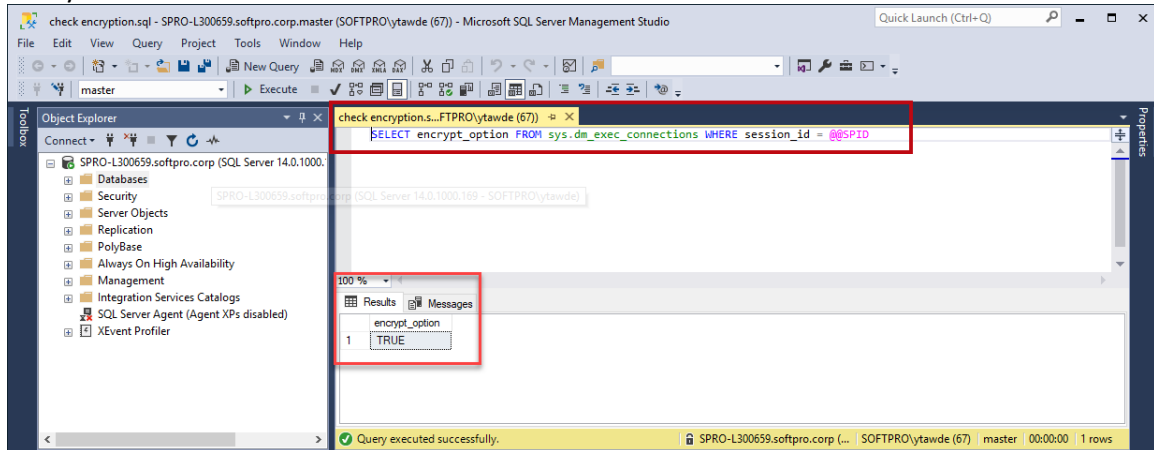 check encryption.sql - SPRO-L300659.softpro.corp.master (SOFTPRO\ytawde (67)) - Microsoft SQL Server Management Studio
Quick Launch (Ctrl+Q)
File Edit View Query Project Tools Window Help
New Query
MDX DMX XMLA DAX
master
Execute
Toolbox
Object Explorer
Connect
SPRO-L300659.softpro.corp (SQL Server 14.0.1000.
Databases
Security
Server Objects
Replication
PolyBase
Always On High Availability
Management
Integration Services Catalogs
SQL Server Agent (Agent XPs disabled)
XEvent Profiler
SPRO-L300659.softpro.corp (SQL Server 14.0.1000.169 - SOFTPRO\ytawde)
check encryption.s...FTPRO\ytawde (67))
SELECT encrypt_option FROM sys.dm_exec_connections WHERE session_id = @@SPID
Properties
100 %
Results Messages
encrypt_option
1 TRUE
Query executed successfully.
SPRO-L300659.softpro.corp (... SOFTPRO\ytawde (67) master 00:00:00 1 rows